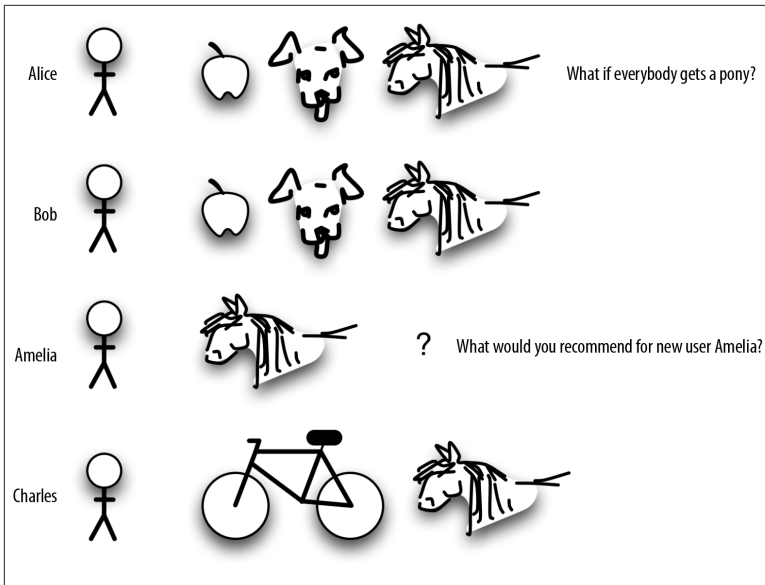 Alice
What if everybody gets a pony?
Bob
Amelia
? What would you recommend for new user Amelia?
Charles